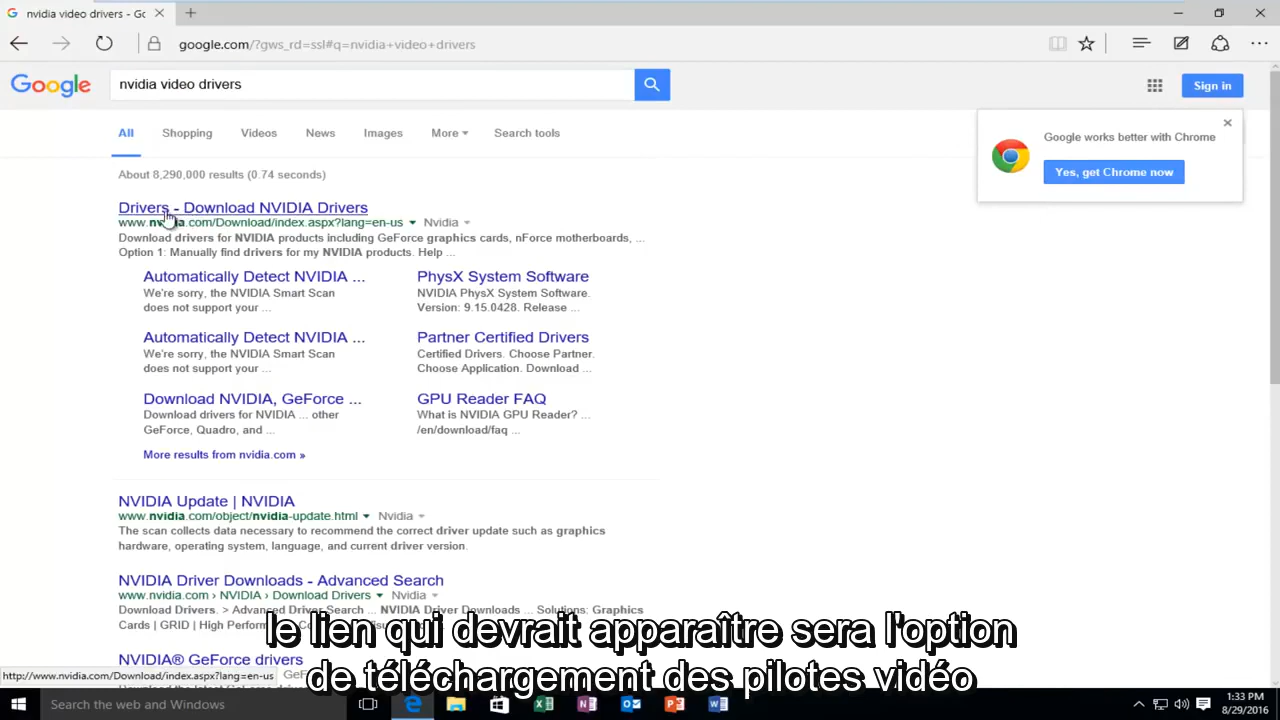 nvidia video drivers - Go
google.com/?gws_rd=ssl#q=nvidia+video+drivers
Google
nvidia video drivers
Sign in
All Shopping Videos News Images More Search tools
Google works better with Chrome
Yes, get Chrome now
About 8,290,000 results (0.74 seconds)
Drivers - Download NVIDIA Drivers
www.nvidia.com/Download/index.aspx?lang=en-us Nvidia
Download drivers for NVIDIA products including GeForce graphics cards, nForce motherboards, ...
Option 1: Manually find drivers for my NVIDIA products. Help ...
Automatically Detect NVIDIA ...
We're sorry, the NVIDIA Smart Scan
does not support your ...
PhysX System Software
NVIDIA PhysX System Software.
Version: 9.15.0428. Release ...
Automatically Detect NVIDIA ...
We're sorry, the NVIDIA Smart Scan
does not support your ...
Partner Certified Drivers
Certified Drivers. Choose Partner.
Choose Application. Download ...
Download NVIDIA, GeForce ...
Download drivers for NVIDIA ... other
GeForce, Quadro, and ...
GPU Reader FAQ
What is NVIDIA GPU Reader? ...
/en/download/faq ...
More results from nvidia.com »
NVIDIA Update | NVIDIA
www.nvidia.com/object/nvidia-update.html Nvidia
The scan collects data necessary to recommend the correct driver update such as graphics
hardware, operating system, language, and current driver version.
NVIDIA Driver Downloads - Advanced Search
www.nvidia.com › NVIDIA › Download Drivers Nvidia
Download Drivers. > Advanced Driver Search ... NVIDIA Driver Downloads ... Solutions: Graphics
Cards | GRID | High Perform
NVIDIA® GeForce drivers
http://www.nvidia.com/Download/index.aspx?lang=en-us
le lien qui devrait apparaître sera l'option
de téléchargement des pilotes vidéo
Search the web and Windows
1:33 PM
8/29/2016